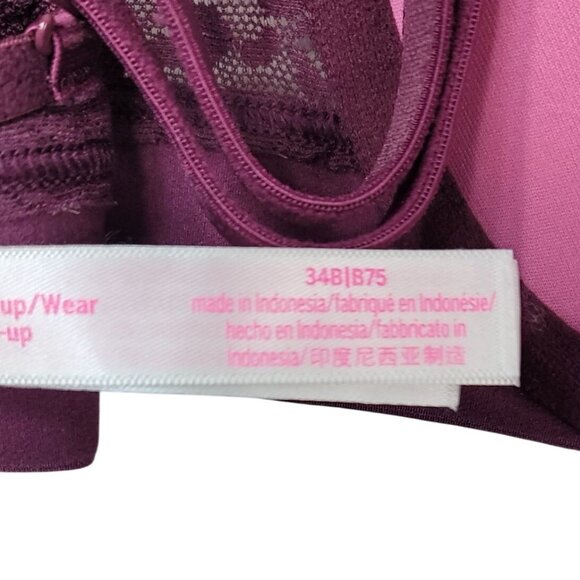 up/Wear
-up
34B|B75
made in Indonesia/fabriqué en Indonésie/
hecho en Indonesia/fabbricato in
Indonesia/印度尼西亚制造